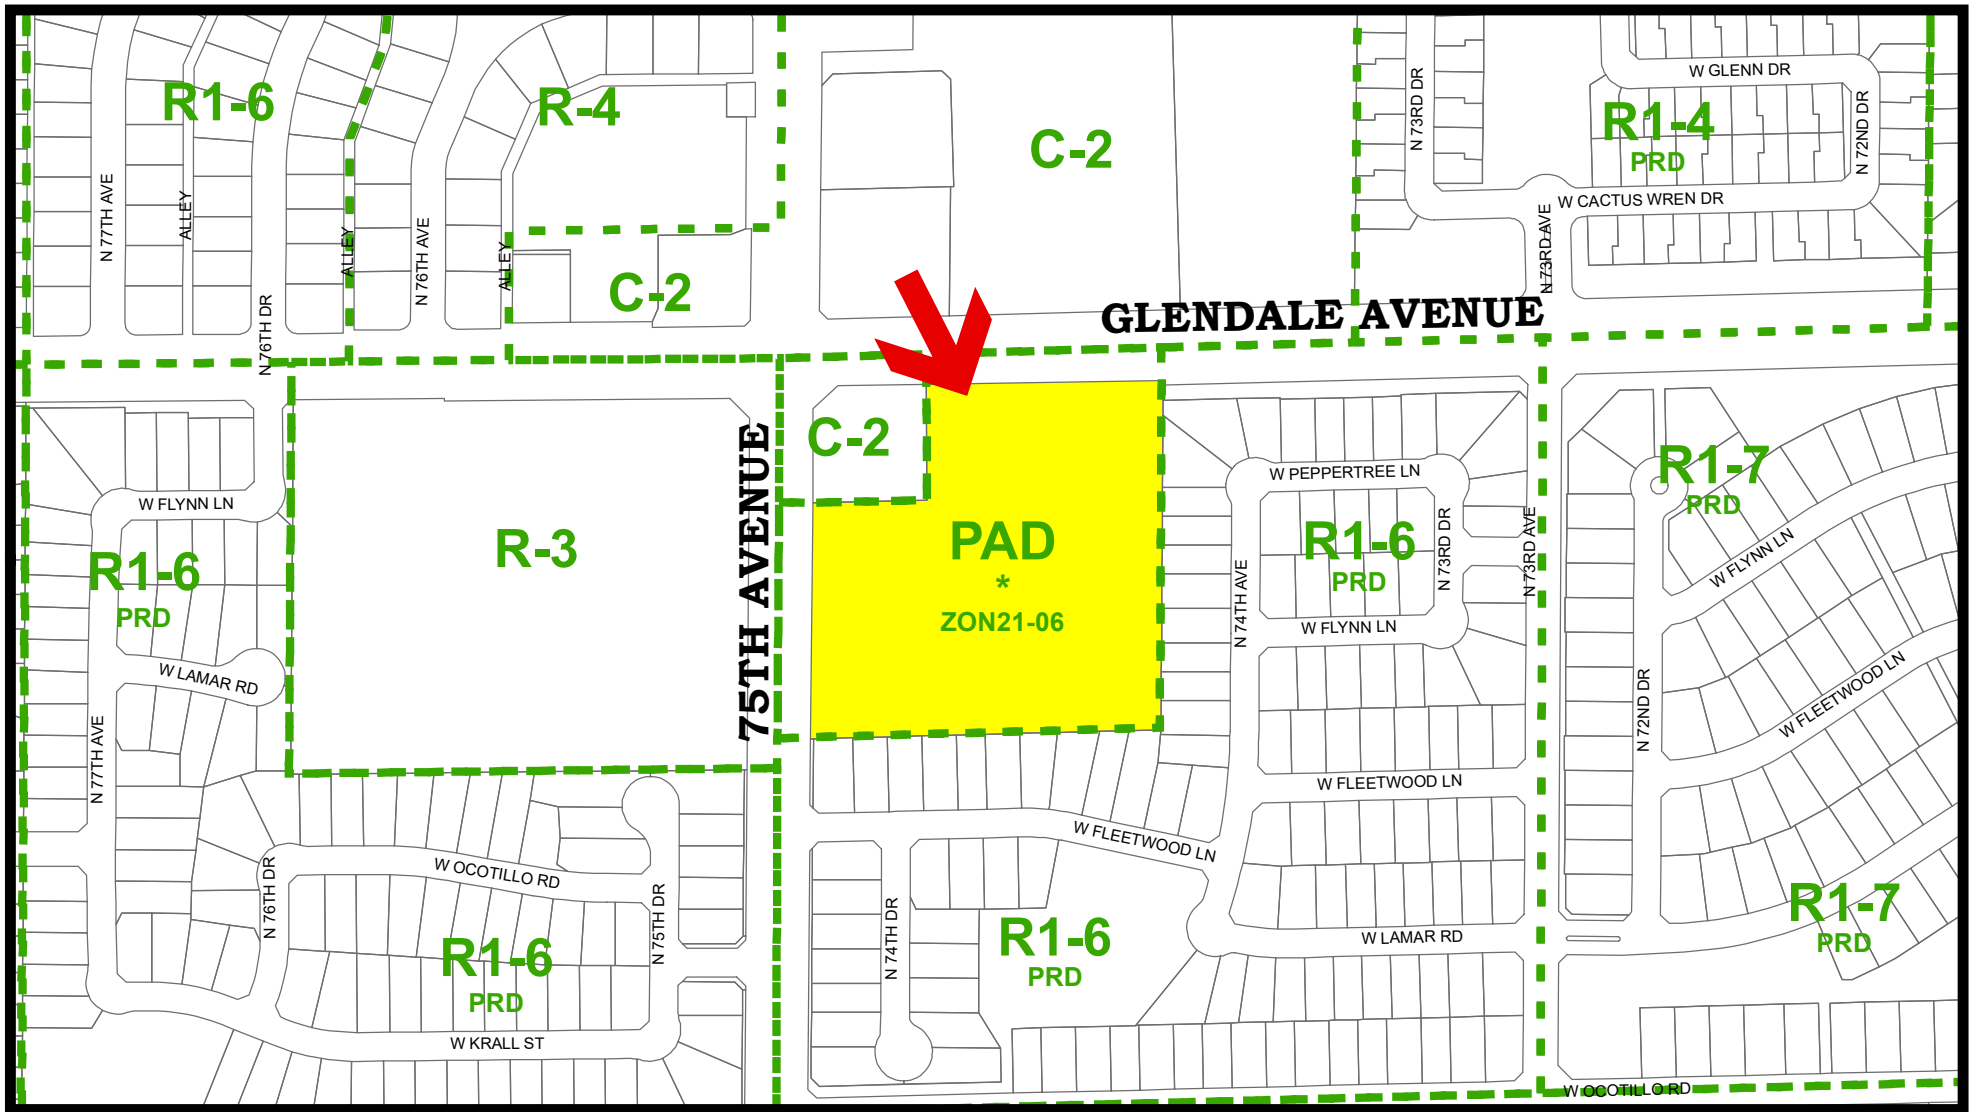 W GLENN DR
R1-6
R-4
N 73RD DR
R1-4
PRD
N 72ND DR
C-2
N 77TH AVE
ALLEY
W CACTUS WREN DR
N 76TH AVE
ALLEY
ALLEY
N 73RD AVE
C-2
N 76TH DR
GLENDALE AVENUE
C-2
75TH AVENUE
W PEPPERTREE LN
R1-7
PRD
W FLYNN LN
R-3
PAD
*
ZON21-06
R1-6
PRD
N 73RD DR
N 73RD AVE
W FLYNN LN
R1-6
PRD
N 74TH AVE
W FLYNN LN
W LAMAR RD
N 72ND DR
W FLEETWOOD LN
N 77TH AVE
W FLEETWOOD LN
W FLEETWOOD LN
W OCOTILLO RD
N 76TH DR
N 75TH DR
N 74TH DR
R1-7
PRD
R1-6
PRD
W LAMAR RD
R1-6
PRD
W KRALL ST
W OCOTILLO RD